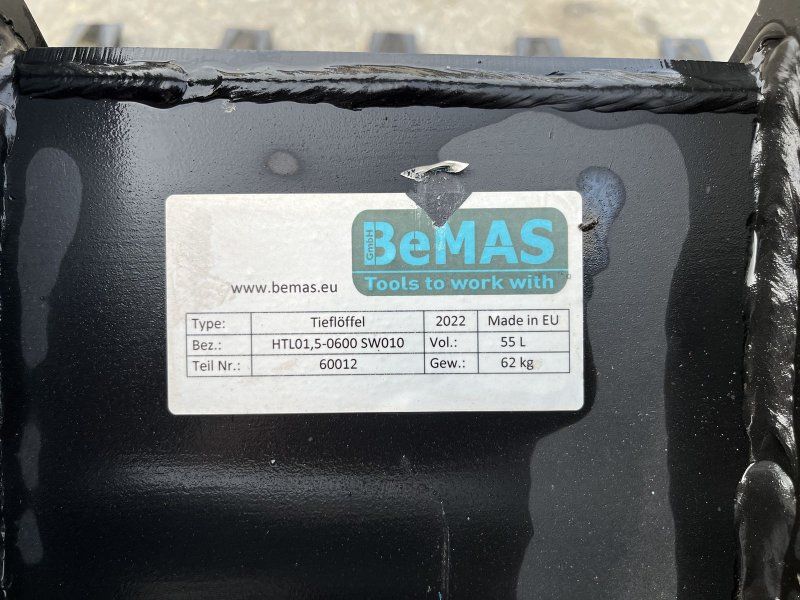 GmbH BeMAS
Tools to work with
www.bemas.eu
Type: Tieflöffel 2022 Made in EU
Bez.: HTL01,5-0600 SW010 Vol.: 55 L
Teil Nr.: 60012 Gew.: 62 kg